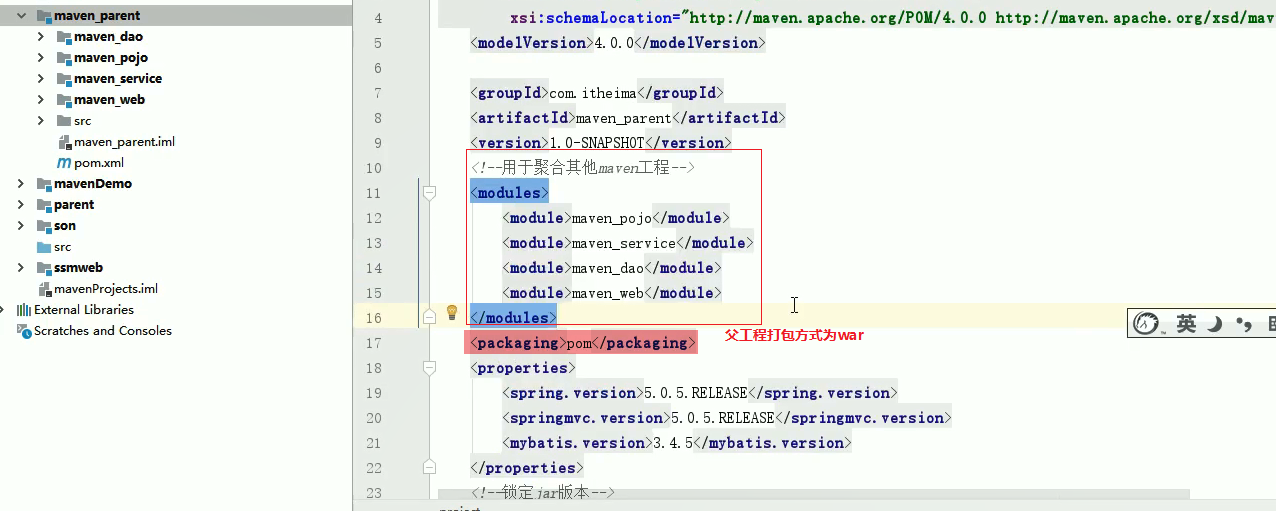 maven_parent
maven_dao
maven_pojo
maven_service
maven_web
src
maven_parent.iml
pom.xml
mavenDemo
parent
son
src
ssmweb
mavenProjects.iml
External Libraries
Scratches and Consoles
4 xsi:schemaLocation="http://maven.apache.org/POM/4.0.0 http://maven.apache.org/xsd/mav
5 <modelVersion>4.0.0</modelVersion>
6
7 <groupId>com.itheima</groupId>
8 <artifactId>maven_parent</artifactId>
9 <version>1.0-SNAPSHOT</version>
10 <!--用于聚合其他maven工程-->
11 <modules>
12 <module>maven_pojo</module>
13 <module>maven_service</module>
14 <module>maven_dao</module>
15 <module>maven_web</module>
16 </modules>
17 <packaging>pom</packaging>
父工程打包方式为war
18 <properties>
19 <spring.version>5.0.5.RELEASE</spring.version>
20 <springmvc.version>5.0.5.RELEASE</springmvc.version>
21 <mybatis.version>3.4.5</mybatis.version>
22 </properties>
23 <!--锁定jar版本-->
英